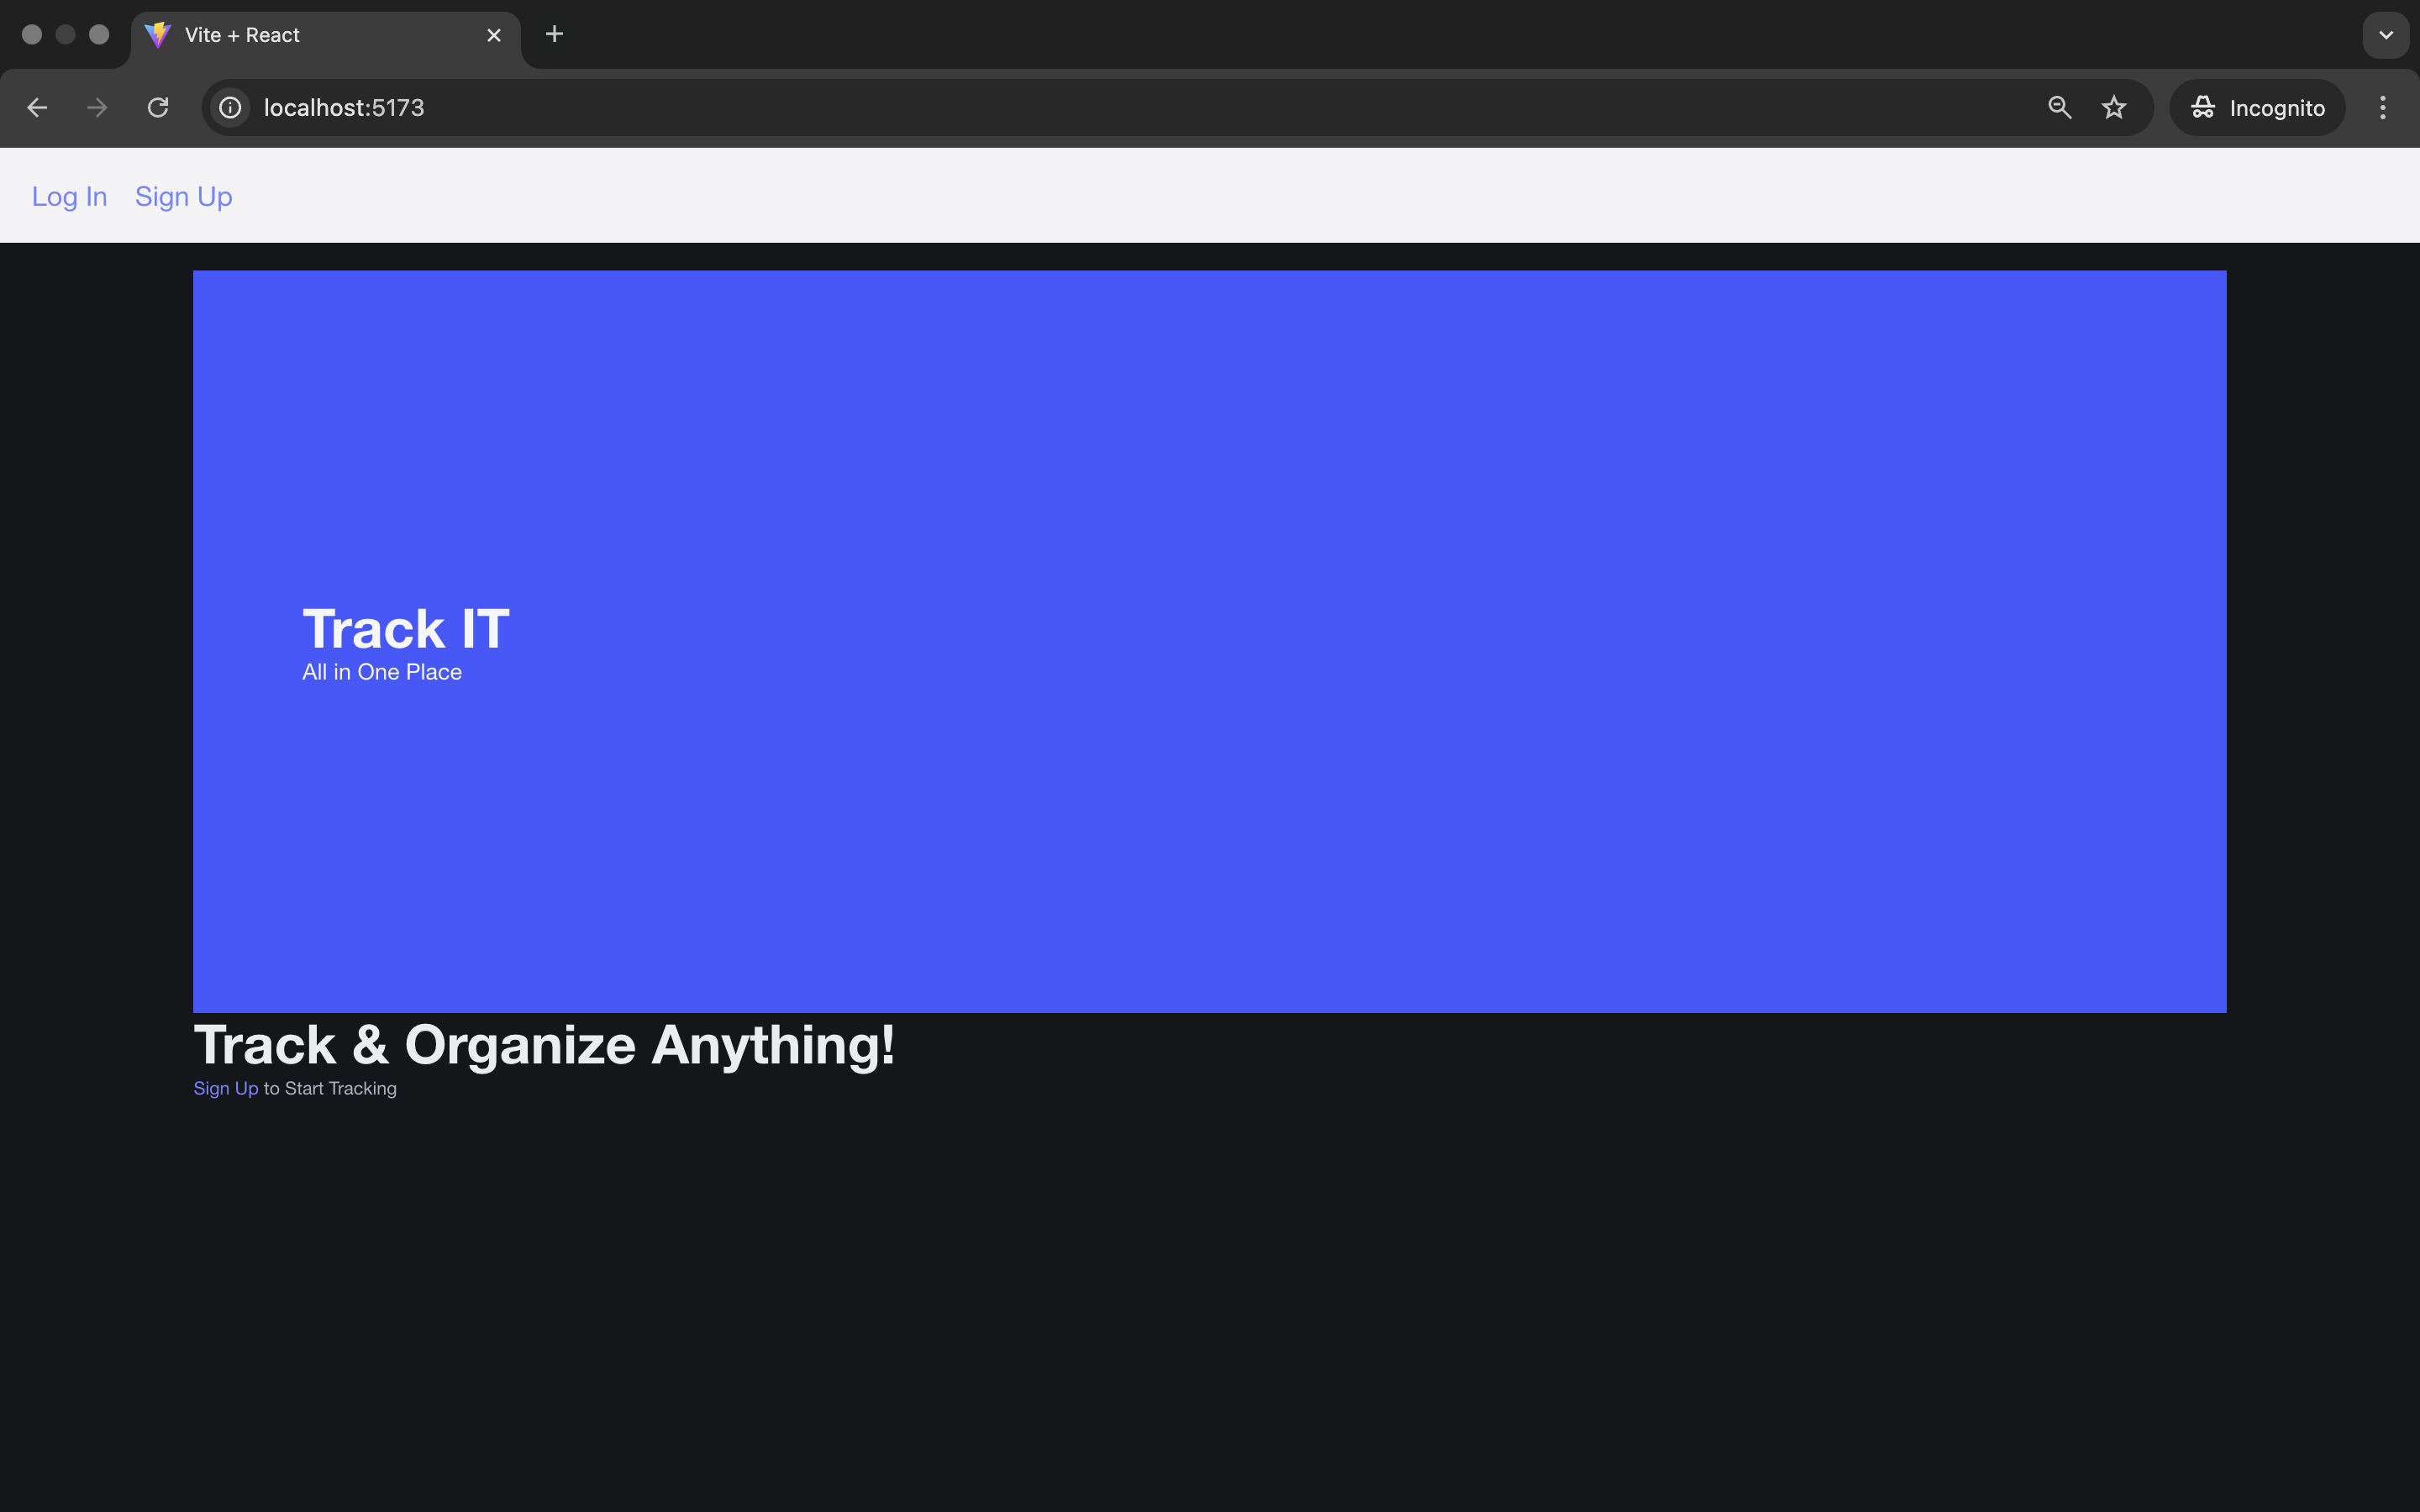 Vite + React
localhost:5173
Incognito
Log In Sign Up
Track IT
All in One Place
Track & Organize Anything!
Sign Up to Start Tracking